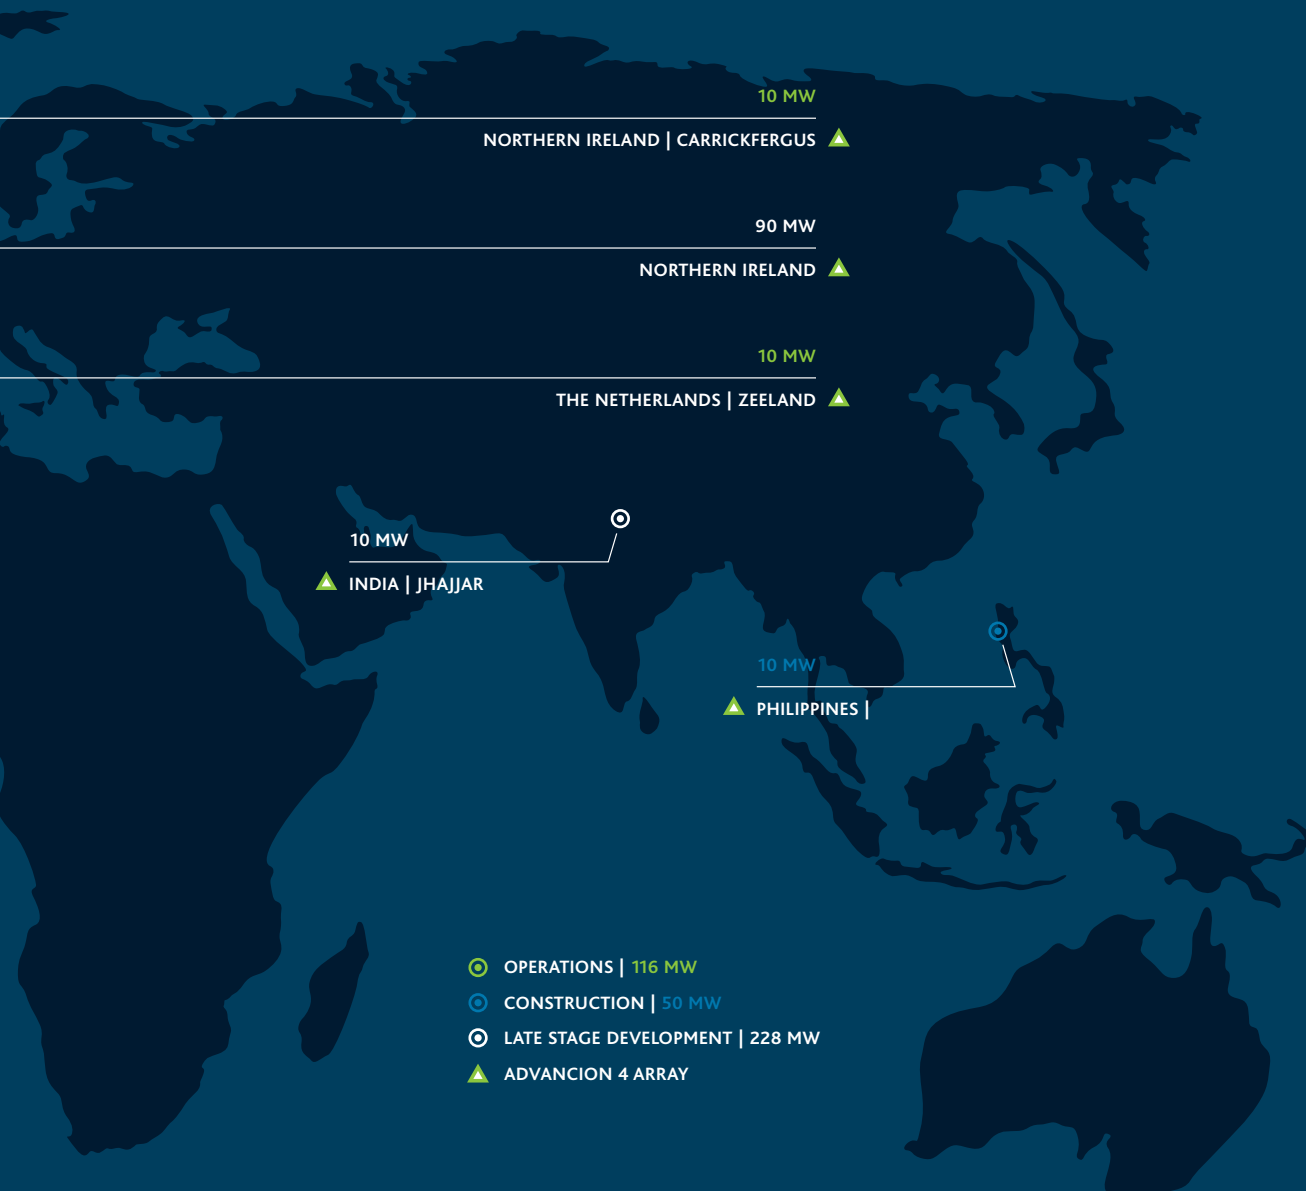 10 MW
NORTHERN IRELAND | CARRICKFERGUS
90 MW
NORTHERN IRELAND
10 MW
THE NETHERLANDS | ZEELAND
10 MW
INDIA | JHAJJAR
10 MW
PHILIPPINES |
OPERATIONS | 116 MW
CONSTRUCTION | 50 MW
LATE STAGE DEVELOPMENT | 228 MW
ADVANCION 4 ARRAY